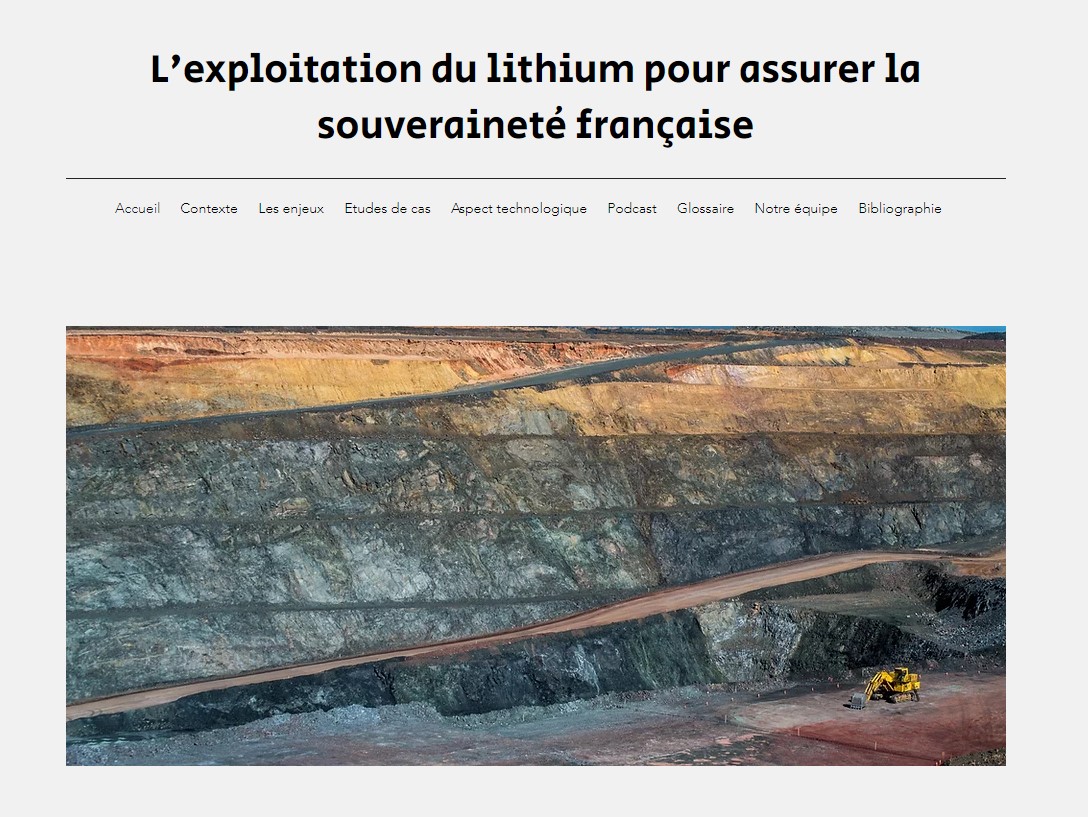 L’exploitation du lithium pour assurer la
souveraineté française
Accueil Contexte Les enjeux Etudes de cas Aspect technologique Podcast Glossaire Notre équipe Bibliographie